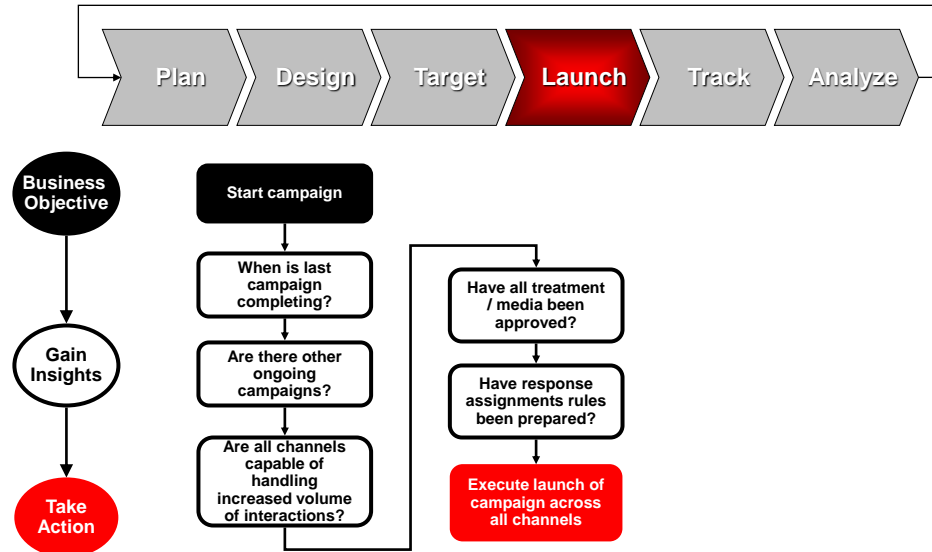 Plan
Design
Target
Launch
Track
Analyze
Business
Objective
Gain
Insights
Take
Action
Start campaign
When is last
campaign
completing?
Are there other
ongoing
campaigns?
Are all channels
capable of
handling
increased volume
of interactions?
Have all treatment
/ media been
approved?
Have response
assignments rules
been prepared?
Execute launch of
campaign across
all channels